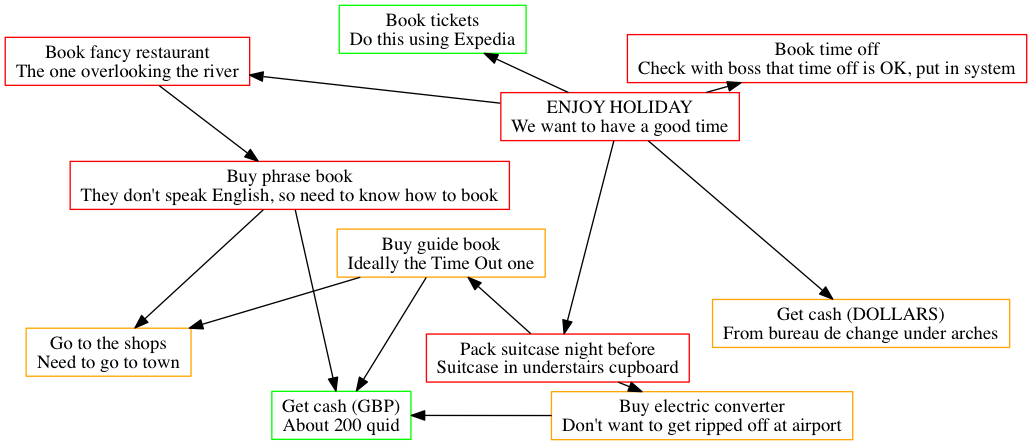 Book tickets
Do this using Expedia
Book fancy restaurant
The one overlooking the river
Book time off
Check with boss that time off is OK, put in system
ENJOY HOLIDAY
We want to have a good time
Buy phrase book
They don't speak English, so need to know how to book
Buy guide book
Ideally the Time Out one
Get cash (DOLLARS)
From bureau de change under arches
Go to the shops
Need to go to town
Pack suitcase night before
Suitcase in understairs cupboard
Get cash (GBP)
About 200 quid
Buy electric converter
Don't want to get ripped off at airport